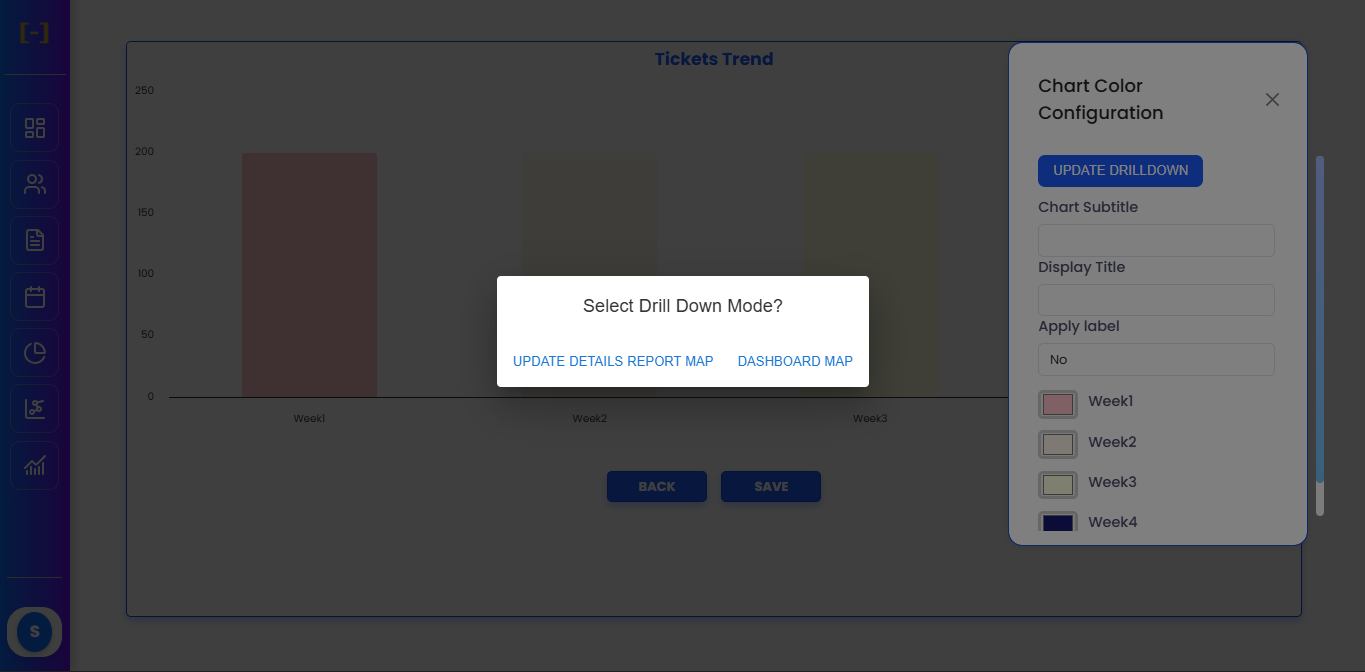 [-]
Tickets Trend
250
200
150
100
50
0
Week1
Week2
Week3
BACK
SAVE
Select Drill Down Mode?
UPDATE DETAILS REPORT MAP
DASHBOARD MAP
Chart Color
Configuration
UPDATE DRILLDOWN
Chart Subtitle
Display Title
Apply label
No
Week1
Week2
Week3
Week4
S